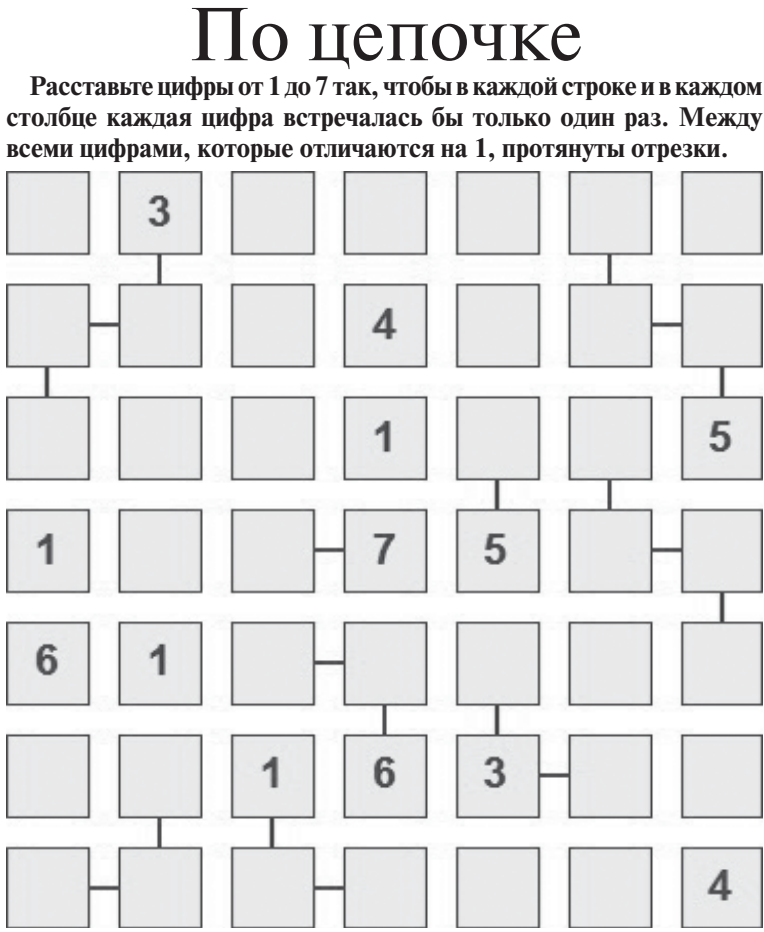 По цепочке
Расставьте цифры от 1 до 7 так, чтобы в каждой строке и в каждом
столбце каждая цифра встречалась бы только один раз. Между
всеми цифрами, которые отличаются на 1, протянуты отрезки.
3
4
1 5
1 7 5
6 1
1 6 3
4